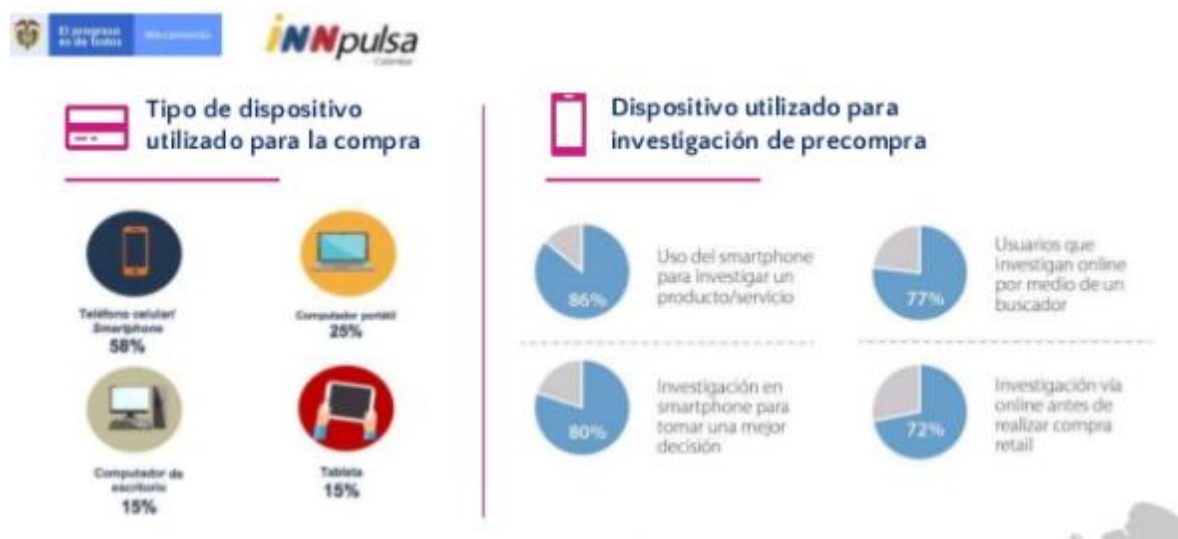 El progreso
es de todos
Mincomercio
iNNpulsa
Colombia
Tipo de dispositivo
utilizado para la compra
Teléfono celular/
Smartphone
58%
Computador portátil
25%
Computador de
escritorio
15%
Tableta
15%
Dispositivo utilizado para
investigación de precompra
86%
Uso del smartphone
para investigar un
producto/servicio
77%
Usuarios que
investigan online
por medio de un
buscador
80%
Investigación en
smartphone para
tomar una mejor
decisión
72%
Investigación vía
online antes de
realizar compra
retail